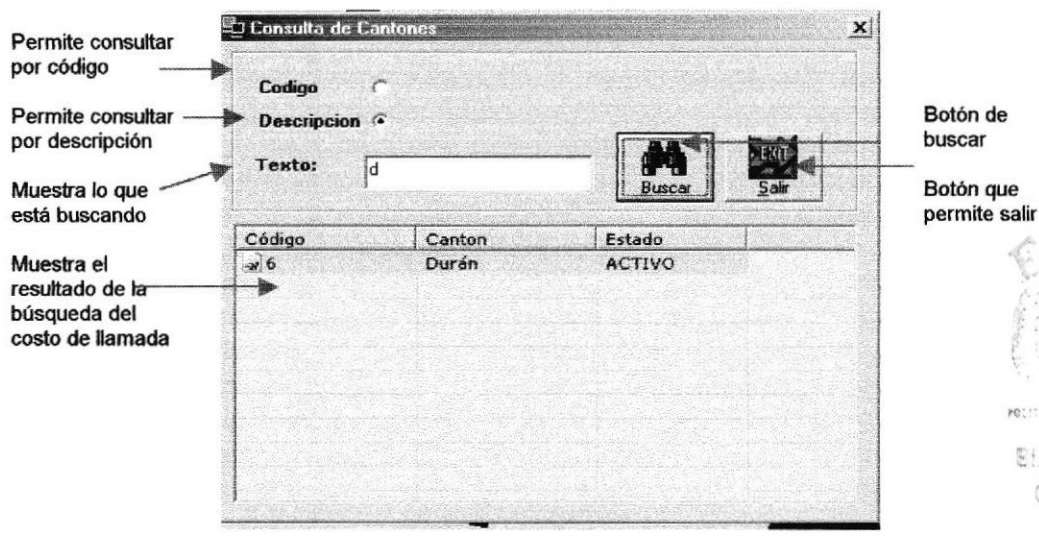 Consulta de Cantones
Permite consultar
por código
Codigo
Permite consultar
por descripción
Descripcion
Texto:
d
Muestra lo que
está buscando
Buscar
EXIT
Salir
Botón de
buscar
Botón que
permite salir
Código Canton Estado
6 Durán ACTIVO
Muestra el
resultado de la
búsqueda del
costo de llamada